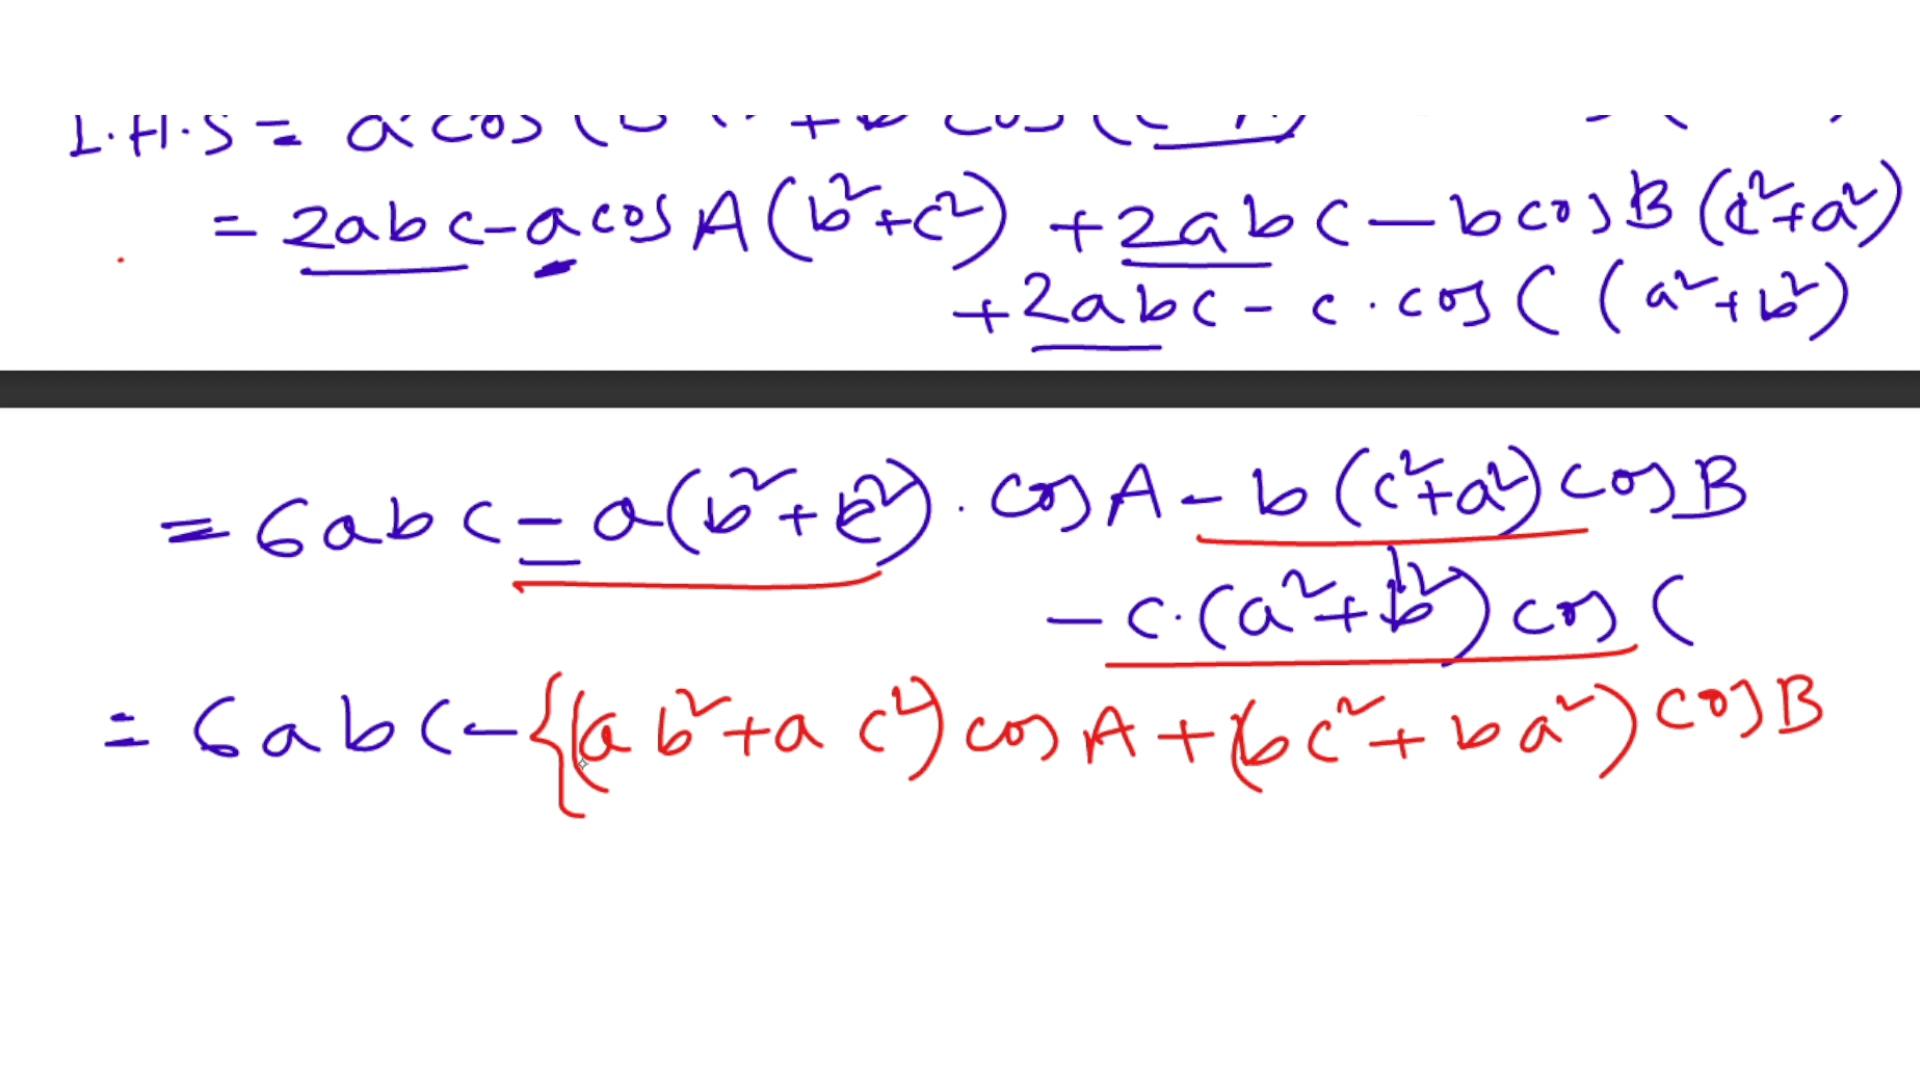 L.H.S = a cos ( + b cos (
= 2abc - a cos A (b² + c²) + 2abc - b cos B (c² + a²)
+ 2abc - c . cos C (a² + b²)
= 6abc - a (b² + c²) . cos A - b (c² + a²) cos B
- c . (a² + b²) cos C
= 6abc - { (ab² + ac²) cos A + (bc² + ba²) cos B